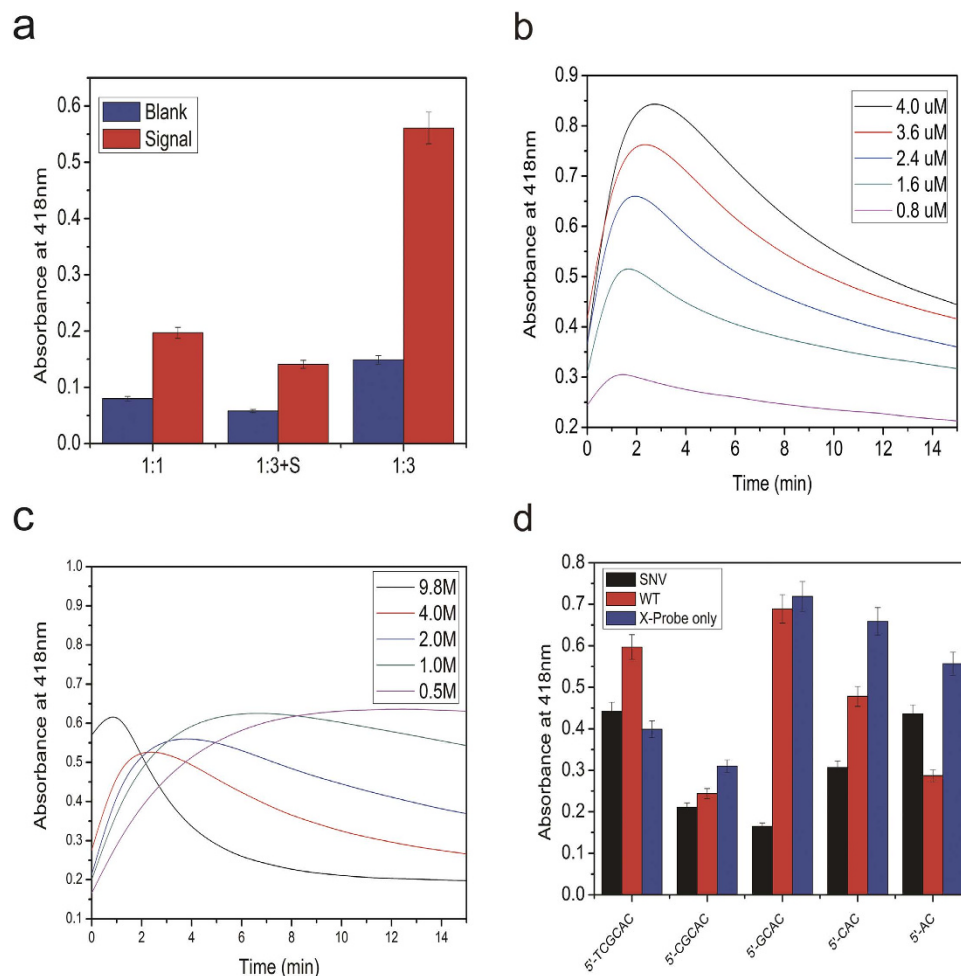 a
Absorbance at 418nm
0.6
0.5
0.4
0.3
0.2
0.1
0.0
Blank
Signal
1:1
1:3+S
1:3
b
Absorbance at 418nm
0.9
0.8
0.7
0.6
0.5
0.4
0.3
0.2
4.0 uM
3.6 uM
2.4 uM
1.6 uM
0.8 uM
0 2 4 6 8 10 12 14
Time (min)
c
Absorbance at 418nm
1.0
0.9
0.8
0.7
0.6
0.5
0.4
0.3
0.2
0.1
9.8M
4.0M
2.0M
1.0M
0.5M
0 2 4 6 8 10 12 14
Time (min)
d
Absorbance at 418nm
0.8
0.7
0.6
0.5
0.4
0.3
0.2
0.1
0.0
SNV
WT
X-Probe only
5'-TCGCAC
5'-CGCAC
5'-GCAC
5'-CAC
5'-AC